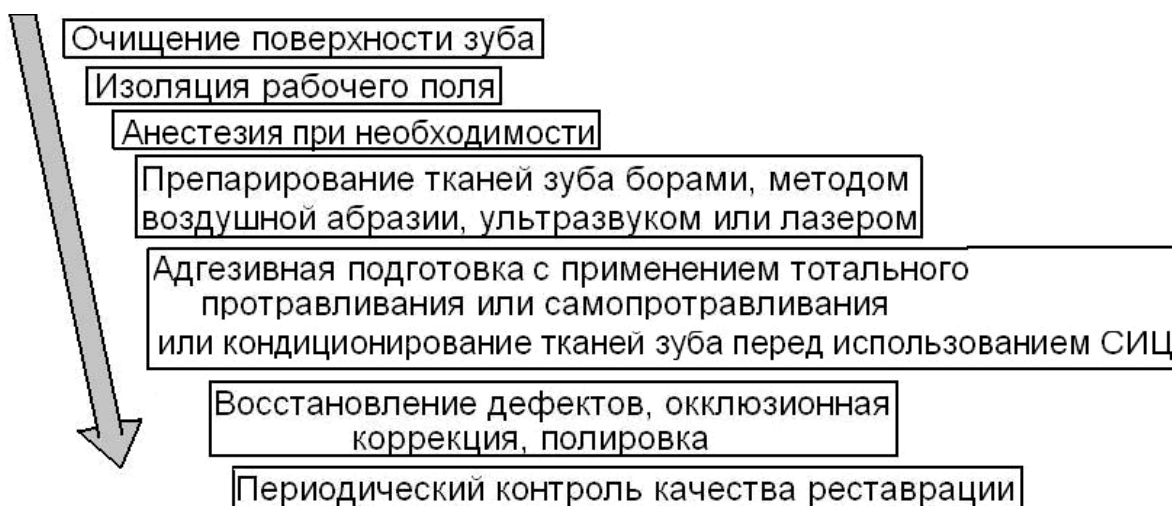 Очищение поверхности зуба
Изоляция рабочего поля
Анестезия при необходимости
Препарирование тканей зуба борами, методом
воздушной абразии, ультразвуком или лазером
Адгезивная подготовка с применением тотального
протравливания или самопротравливания
или кондиционирование тканей зуба перед использованием СИЦ
Восстановление дефектов, окклюзионная
коррекция, полировка
Периодический контроль качества реставрации